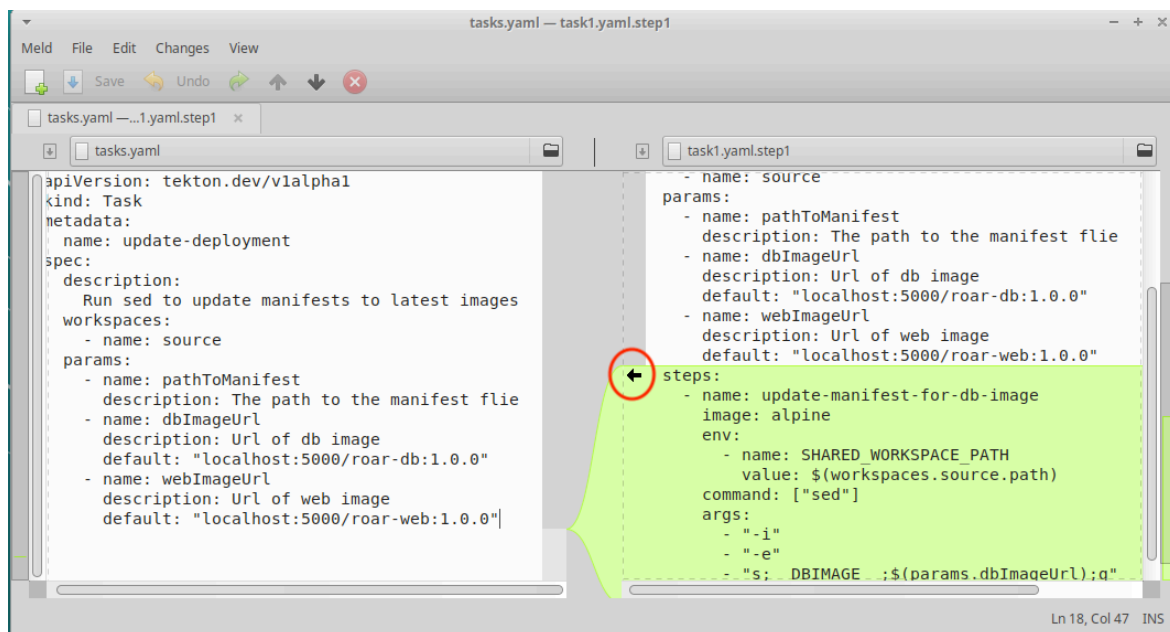 tasks.yaml — task1.yaml.step1
Meld File Edit Changes View
Save Undo
tasks.yaml —...1.yaml.step1
tasks.yaml
apiVersion: tekton.dev/v1alpha1
kind: Task
metadata:
name: update-deployment
spec:
description:
Run sed to update manifests to latest images
workspaces:
- name: source
params:
- name: pathToManifest
description: The path to the manifest flie
- name: dbImageUrl
description: Url of db image
default: "localhost:5000/roar-db:1.0.0"
- name: webImageUrl
description: Url of web image
default: "localhost:5000/roar-web:1.0.0"
task1.yaml.step1
- name: source
params:
- name: pathToManifest
description: The path to the manifest flie
- name: dbImageUrl
description: Url of db image
default: "localhost:5000/roar-db:1.0.0"
- name: webImageUrl
description: Url of web image
default: "localhost:5000/roar-web:1.0.0"
steps:
- name: update-manifest-for-db-image
image: alpine
env:
- name: SHARED_WORKSPACE_PATH
value: $(workspaces.source.path)
command: ["sed"]
args:
- "-i"
- "-e"
- "s; DBIMAGE ;$(params.dbImageUrl);g"
Ln 18, Col 47 INS